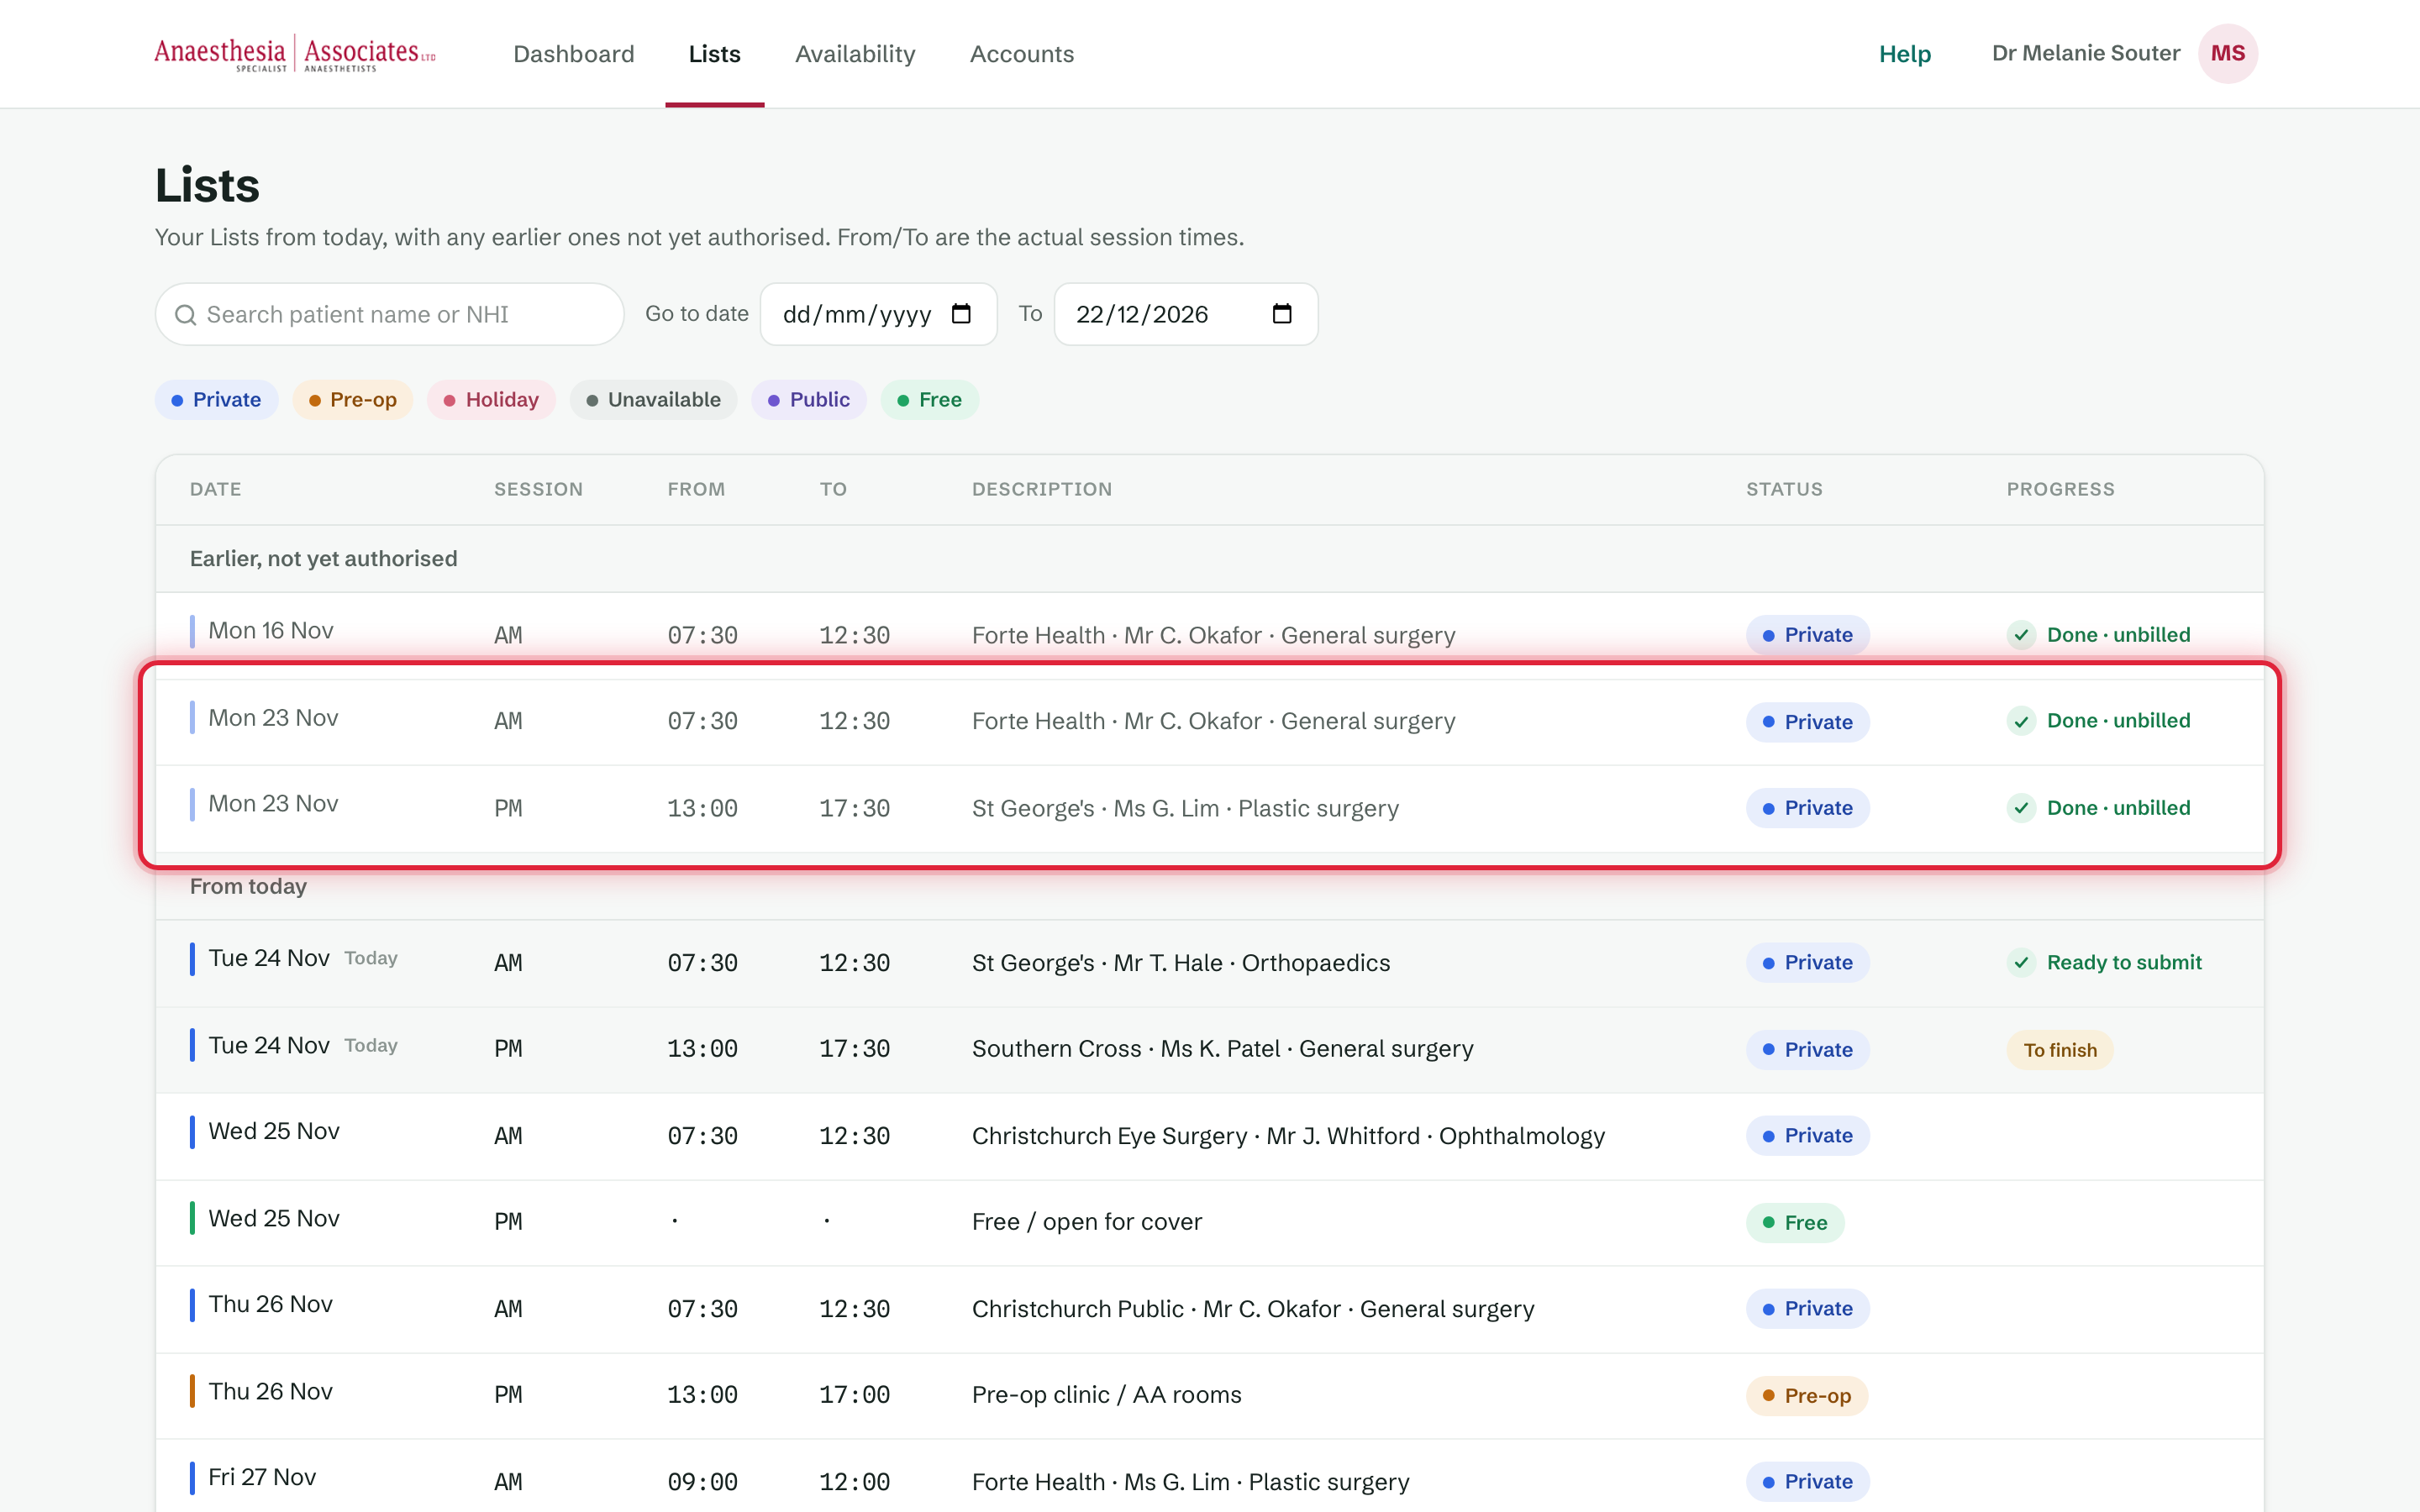 Anaesthesia | Associates LTD
SPECIALIST ANAESTHETISTS
Dashboard Lists Availability Accounts Help Dr Melanie Souter MS
Lists
Your Lists from today, with any earlier ones not yet authorised. From/To are the actual session times.
Search patient name or NHI Go to date dd/mm/yyyy To 22/12/2026
Private Pre-op Holiday Unavailable Public Free
DATE SESSION FROM TO DESCRIPTION STATUS PROGRESS
Earlier, not yet authorised
Mon 16 Nov AM 07:30 12:30 Forte Health · Mr C. Okafor · General surgery Private Done · unbilled
Mon 23 Nov AM 07:30 12:30 Forte Health · Mr C. Okafor · General surgery Private Done · unbilled
Mon 23 Nov PM 13:00 17:30 St George's · Ms G. Lim · Plastic surgery Private Done · unbilled
From today
Tue 24 Nov Today AM 07:30 12:30 St George's · Mr T. Hale · Orthopaedics Private Ready to submit
Tue 24 Nov Today PM 13:00 17:30 Southern Cross · Ms K. Patel · General surgery Private To finish
Wed 25 Nov AM 07:30 12:30 Christchurch Eye Surgery · Mr J. Whitford · Ophthalmology Private
Wed 25 Nov PM · · Free / open for cover Free
Thu 26 Nov AM 07:30 12:30 Christchurch Public · Mr C. Okafor · General surgery Private
Thu 26 Nov PM 13:00 17:00 Pre-op clinic / AA rooms Pre-op
Fri 27 Nov AM 09:00 12:00 Forte Health · Ms G. Lim · Plastic surgery Private